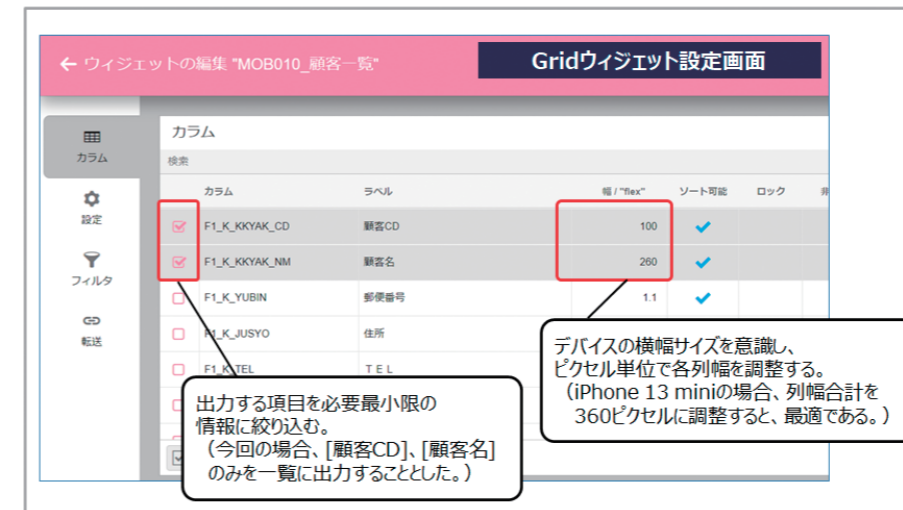 ← ウィジェットの編集 "MOB010_顧客一覧"
Gridウィジェット設定画面
カラム
設定
フィルタ
転送
カラム
検索
カラム ラベル 幅 / "flex" ソート可能 ロック 非
F1_K_KKYAK_CD 顧客CD 100
F1_K_KKYAK_NM 顧客名 260
F1_K_YUBIN 郵便番号 1.1
F1_K_JUSYO 住所
F1_K_TEL ＴＥＬ
出力する項目を必要最小限の
情報に絞り込む。
（今回の場合、[顧客CD]、[顧客名]
のみを一覧に出力することとした。）
デバイスの横幅サイズを意識し、
ピクセル単位で各列幅を調整する。
（iPhone 13 miniの場合、列幅合計を
360ピクセルに調整すると、最適である。）